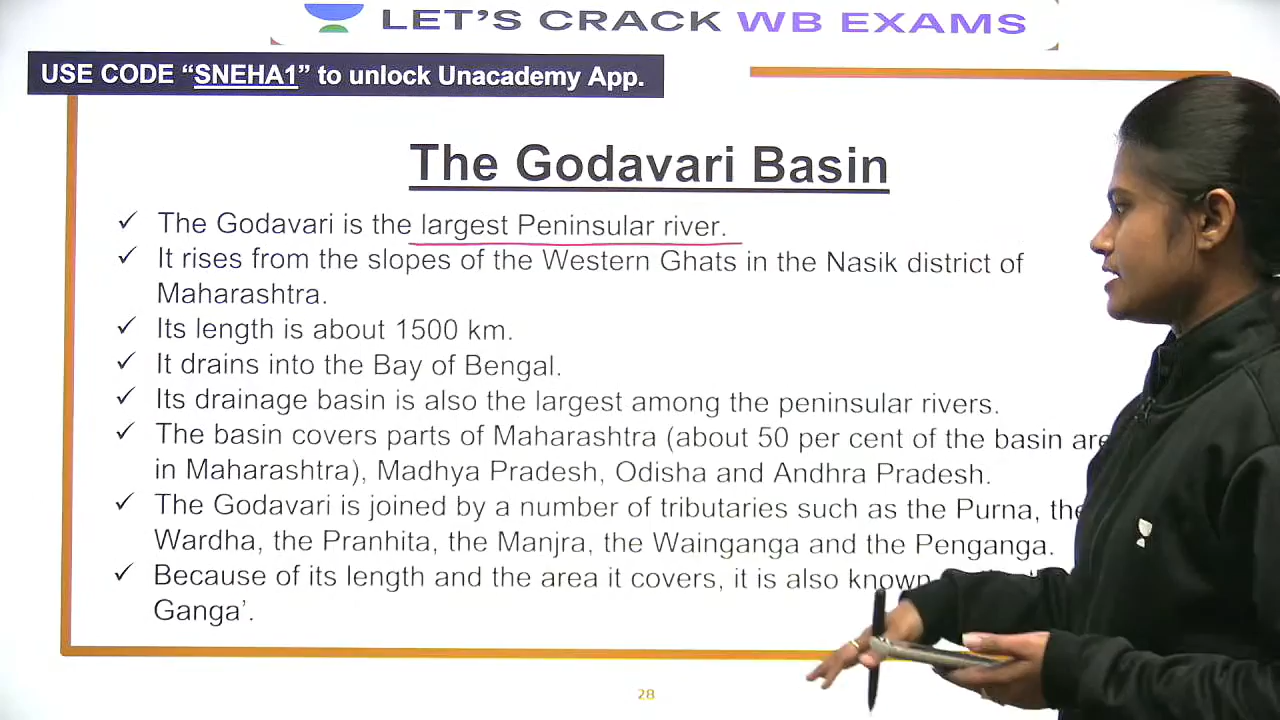 LET'S CRACK WB EXAMS
USE CODE “SNEHA1” to unlock Unacademy App.
The Godavari Basin
✓ The Godavari is the largest Peninsular river.
✓ It rises from the slopes of the Western Ghats in the Nasik district of
Maharashtra.
✓ Its length is about 1500 km.
✓ It drains into the Bay of Bengal.
✓ Its drainage basin is also the largest among the peninsular rivers.
✓ The basin covers parts of Maharashtra (about 50 per cent of the basin
in Maharashtra), Madhya Pradesh, Odisha and Andhra Pradesh.
✓ The Godavari is joined by a number of tributaries such as the Purna, the
Wardha, the Pranhita, the Manjra, the Wainganga and the Penganga.
✓ Because of its length and the area it covers, it is also known
Ganga’.
28